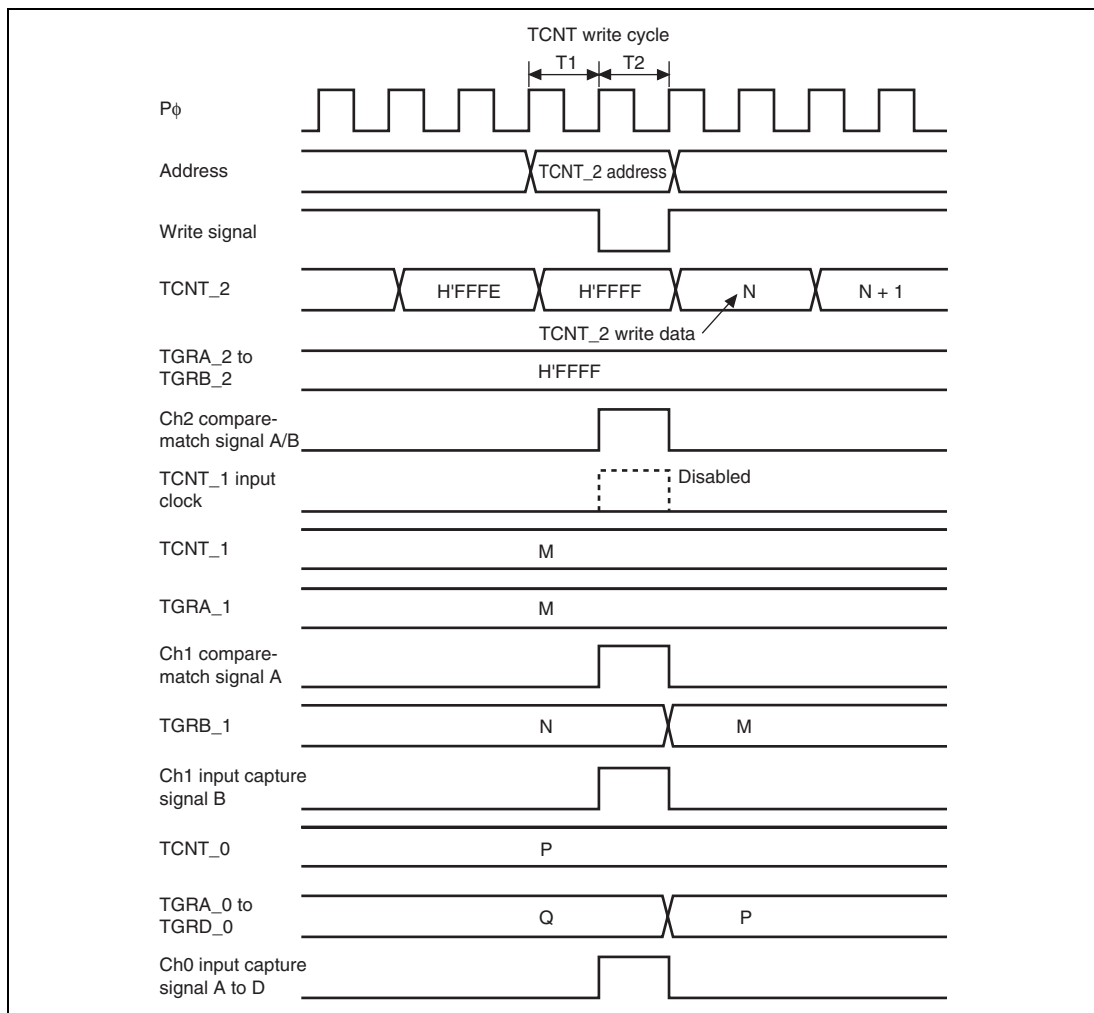 TCNT write cycle
T1 T2
Pϕ
Address
TCNT_2 address
Write signal
TCNT_2
H'FFFE H'FFFF N N + 1
TCNT_2 write data
TGRA_2 to
TGRB_2
H'FFFF
Ch2 compare-
match signal A/B
TCNT_1 input
clock
Disabled
TCNT_1
M
TGRA_1
M
Ch1 compare-
match signal A
TGRB_1
N M
Ch1 input capture
signal B
TCNT_0
P
TGRA_0 to
TGRD_0
Q P
Ch0 input capture
signal A to D